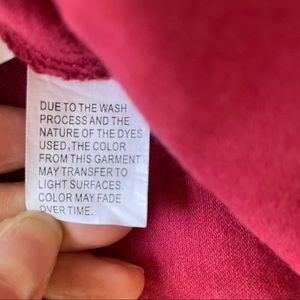 DUE TO THE WASH
PROCESS AND THE
NATURE OF THE DYES
USED, THE COLOR
FROM THIS GARMENT
MAY TRANSFER TO
LIGHT SURFACES.
COLOR MAY FADE
OVER TIME.